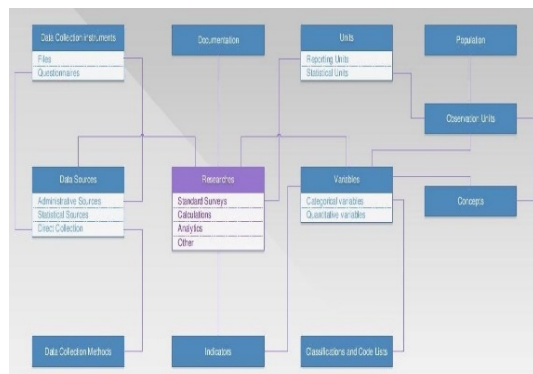 Data Collection Instruments
Files
Questionnaires
Documentation
Units
Reporting Units
Statistical Units
Population
Observation Units
Data Sources
Administrative Sources
Statistical Sources
Direct Collection
Researches
Standard Surveys
Calculations
Analytics
Other
Variables
Categorical variables
Quantitative variables
Concepts
Data Collection Methods
Indicators
Classifications and Code Lists